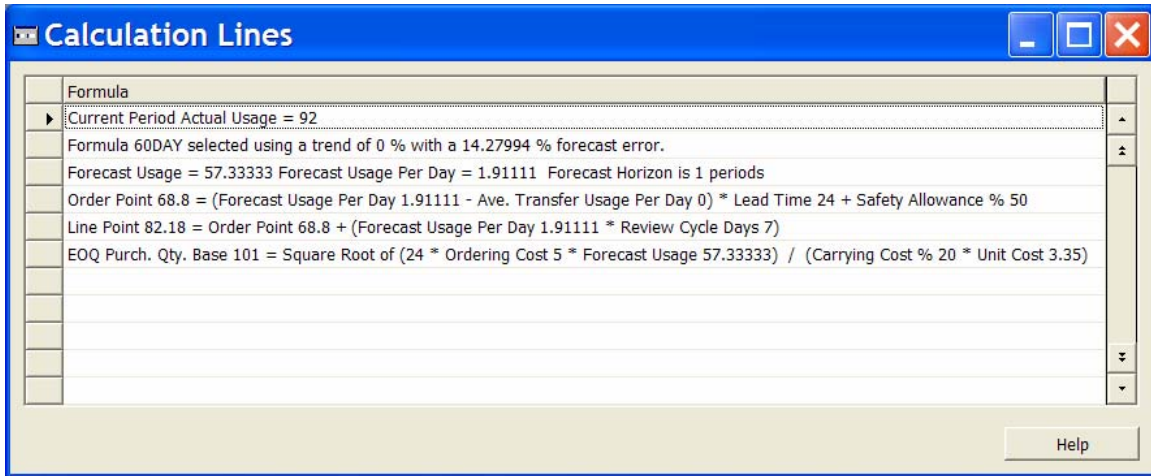 Calculation Lines
Formula
Current Period Actual Usage = 92
Formula 60DAY selected using a trend of 0 % with a 14.27994 % forecast error.
Forecast Usage = 57.33333 Forecast Usage Per Day = 1.91111  Forecast Horizon is 1 periods
Order Point 68.8 = (Forecast Usage Per Day 1.91111 - Ave. Transfer Usage Per Day 0) * Lead Time 24 + Safety Allowance % 50
Line Point 82.18 = Order Point 68.8 + (Forecast Usage Per Day 1.91111 * Review Cycle Days 7)
EOQ Purch. Qty. Base 101 = Square Root of (24 * Ordering Cost 5 * Forecast Usage 57.33333)  /  (Carrying Cost % 20 * Unit Cost 3.35)
Help